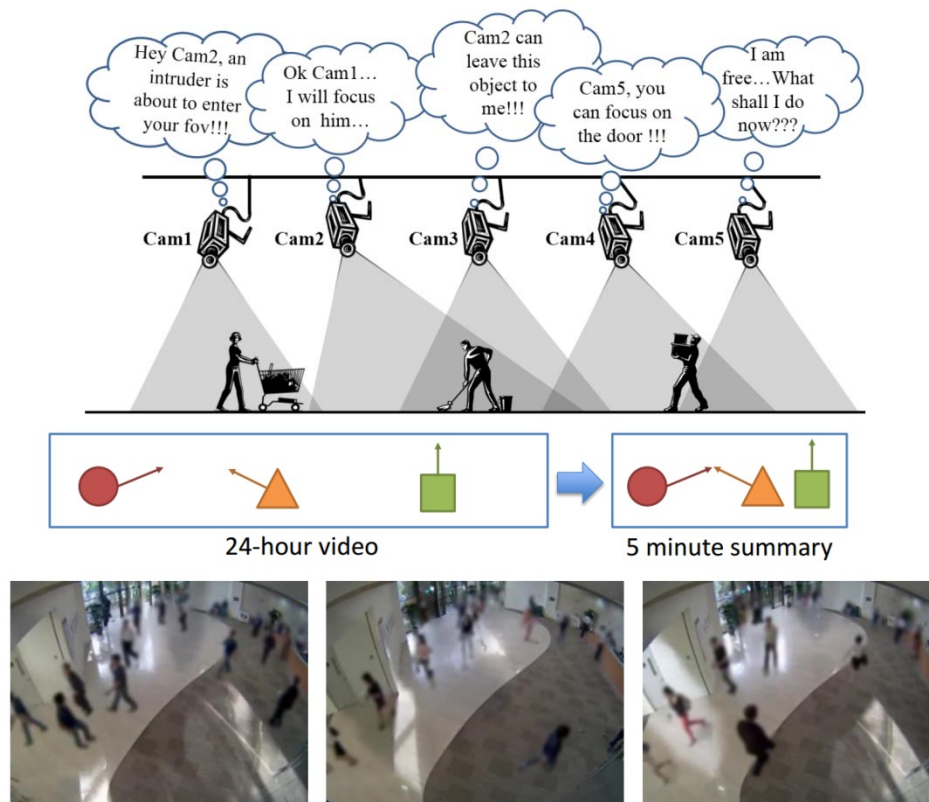 Hey Cam2, an
intruder is
about to enter
your fov!!!
Ok Cam1…
I will focus
on him…
Cam2 can
leave this
object to
me!!!
Cam5, you
can focus on
the door !!!
I am
free…What
shall I do
now???
Cam1
Cam2
Cam3
Cam4
Cam5
24-hour video
5 minute summary